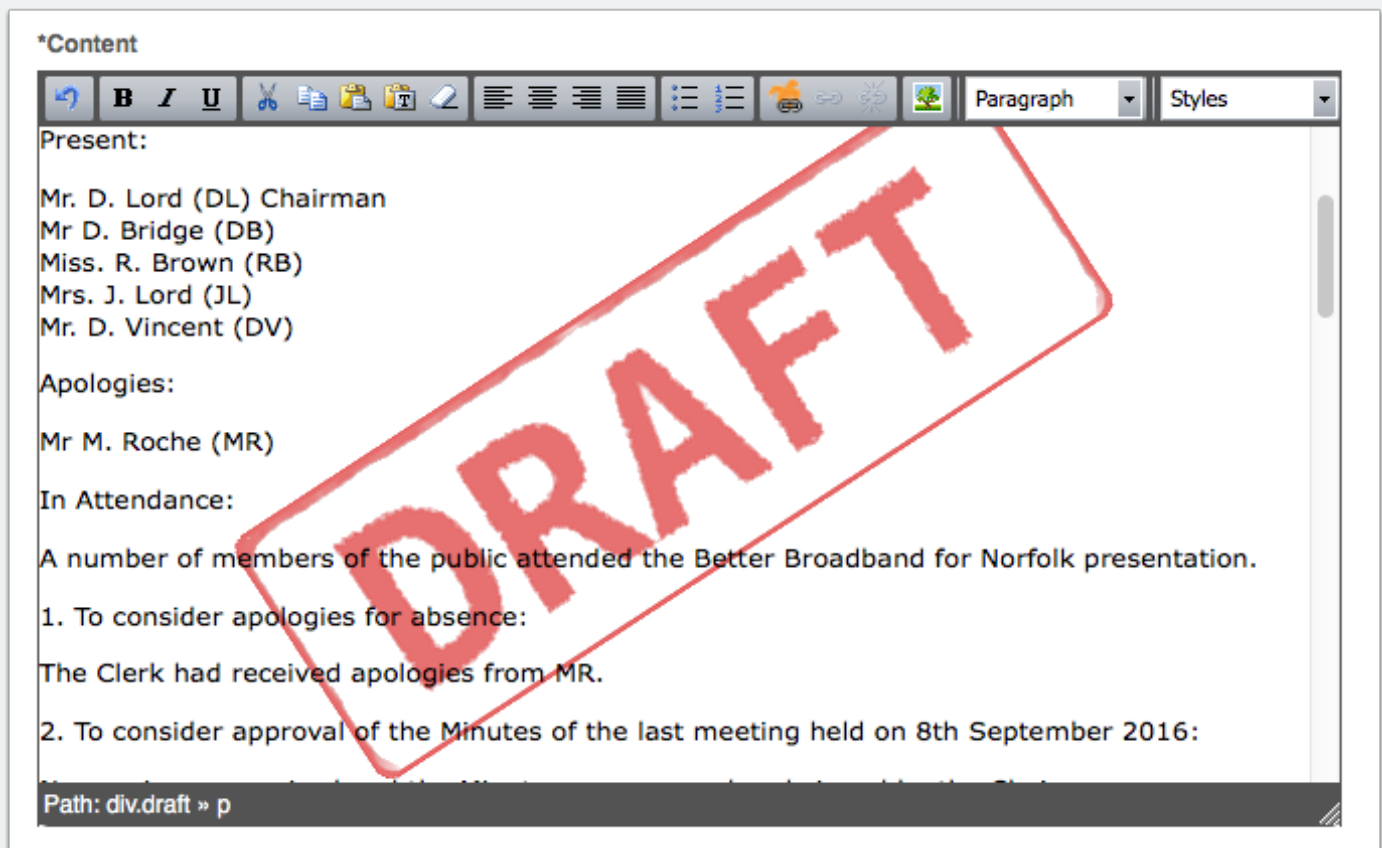 *Content
B I U
Paragraph
Styles
Present:
Mr. D. Lord (DL) Chairman
Mr D. Bridge (DB)
Miss. R. Brown (RB)
Mrs. J. Lord (JL)
Mr. D. Vincent (DV)
Apologies:
Mr M. Roche (MR)
In Attendance:
A number of members of the public attended the Better Broadband for Norfolk presentation.
1. To consider apologies for absence:
The Clerk had received apologies from MR.
2. To consider approval of the Minutes of the last meeting held on 8th September 2016:
DRAFT
Path: div.draft » p